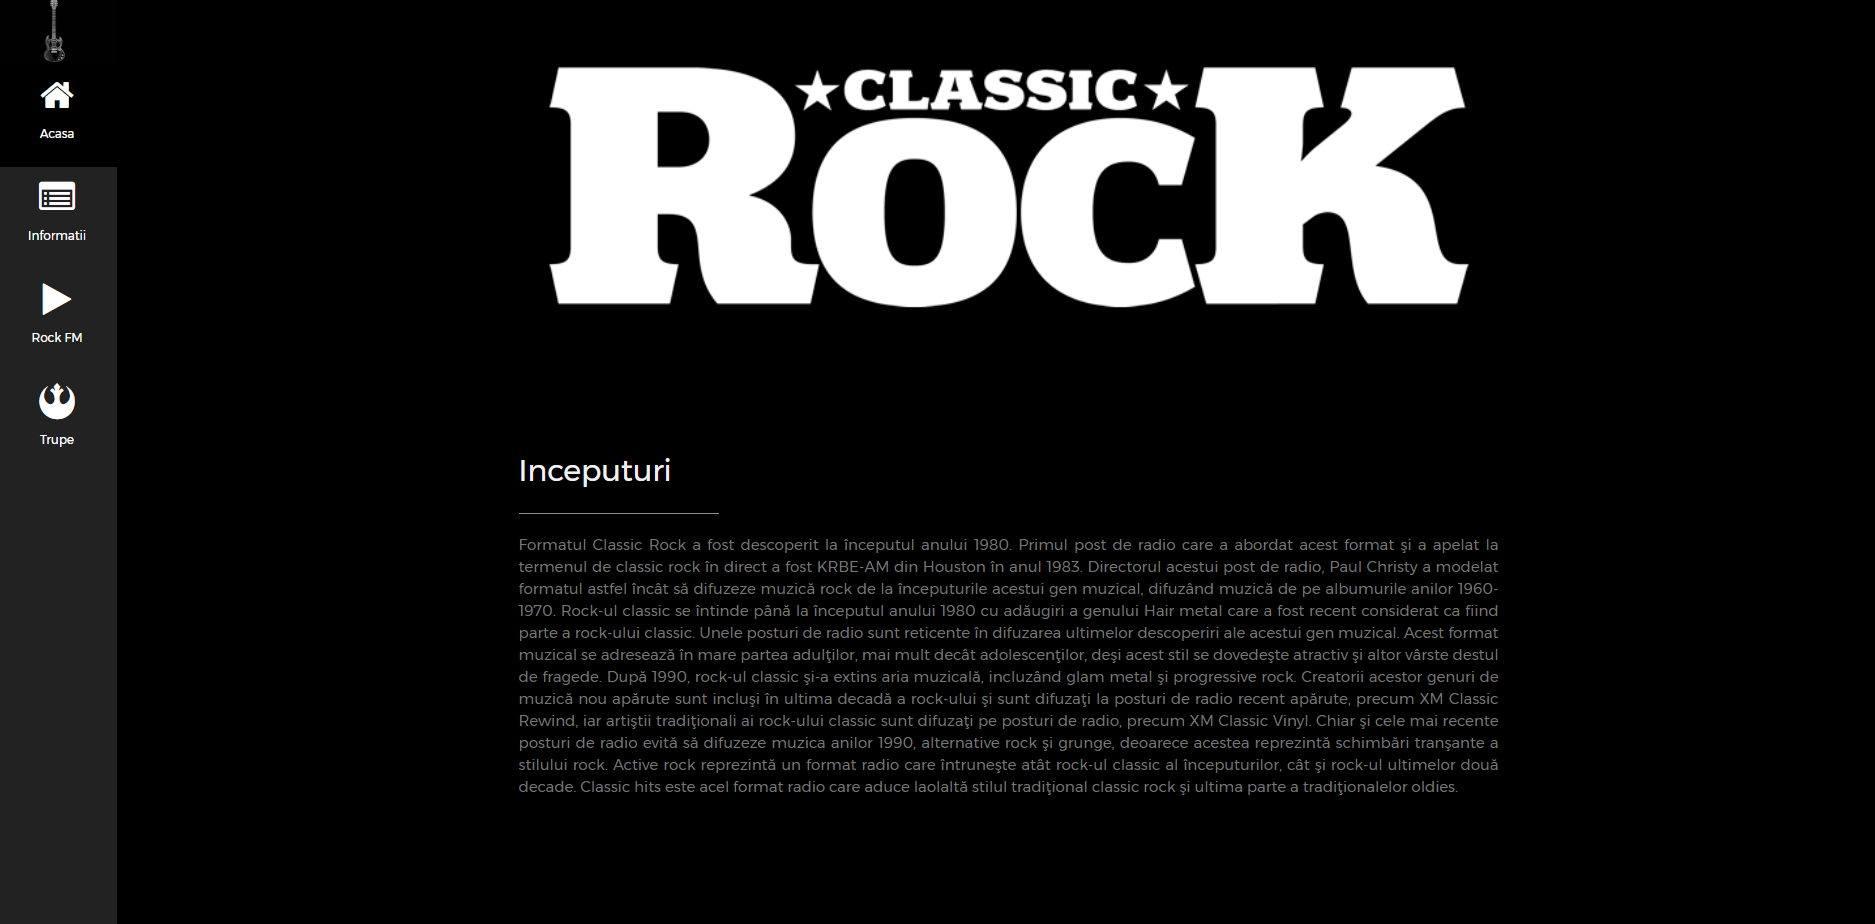 Acasa
Informatii
Rock FM
Trupe
★CLASSIC★
ROCK
Inceputuri
Formatul Classic Rock a fost descoperit la începutul anului 1980. Primul post de radio care a abordat acest format şi a apelat la
termenul de classic rock în direct a fost KRBE-AM din Houston în anul 1983. Directorul acestui post de radio, Paul Christy a modelat
formatul astfel încât să difuzeze muzică rock de la începuturile acestui gen muzical, difuzând muzică de pe albumurile anilor 1960-
1970. Rock-ul classic se întinde până la începutul anului 1980 cu adăugiri a genului Hair metal care a fost recent considerat ca fiind
parte a rock-ului classic. Unele posturi de radio sunt reticente în difuzarea ultimelor descoperiri ale acestui gen muzical. Acest format
muzical se adresează în mare partea adulţilor, mai mult decât adolescenţilor, deşi acest stil se dovedeşte atractiv şi altor vârste destul
de fragede. După 1990, rock-ul classic şi-a extins aria muzicală, incluzând glam metal şi progressive rock. Creatorii acestor genuri de
muzică nou apărute sunt incluşi în ultima decadă a rock-ului şi sunt difuzaţi la posturi de radio recent apărute, precum XM Classic
Rewind, iar artiştii tradiţionali ai rock-ului classic sunt difuzaţi pe posturi de radio, precum XM Classic Vinyl. Chiar şi cele mai recente
posturi de radio evită să difuzeze muzica anilor 1990, alternative rock şi grunge, deoarece acestea reprezintă schimbări tranşante a
stilului rock. Active rock reprezintă un format radio care întruneşte atât rock-ul classic al începuturilor, cât şi rock-ul ultimelor două
decade. Classic hits este acel format radio care aduce laolaltă stilul tradiţional classic rock şi ultima parte a tradiţionalelor oldies.